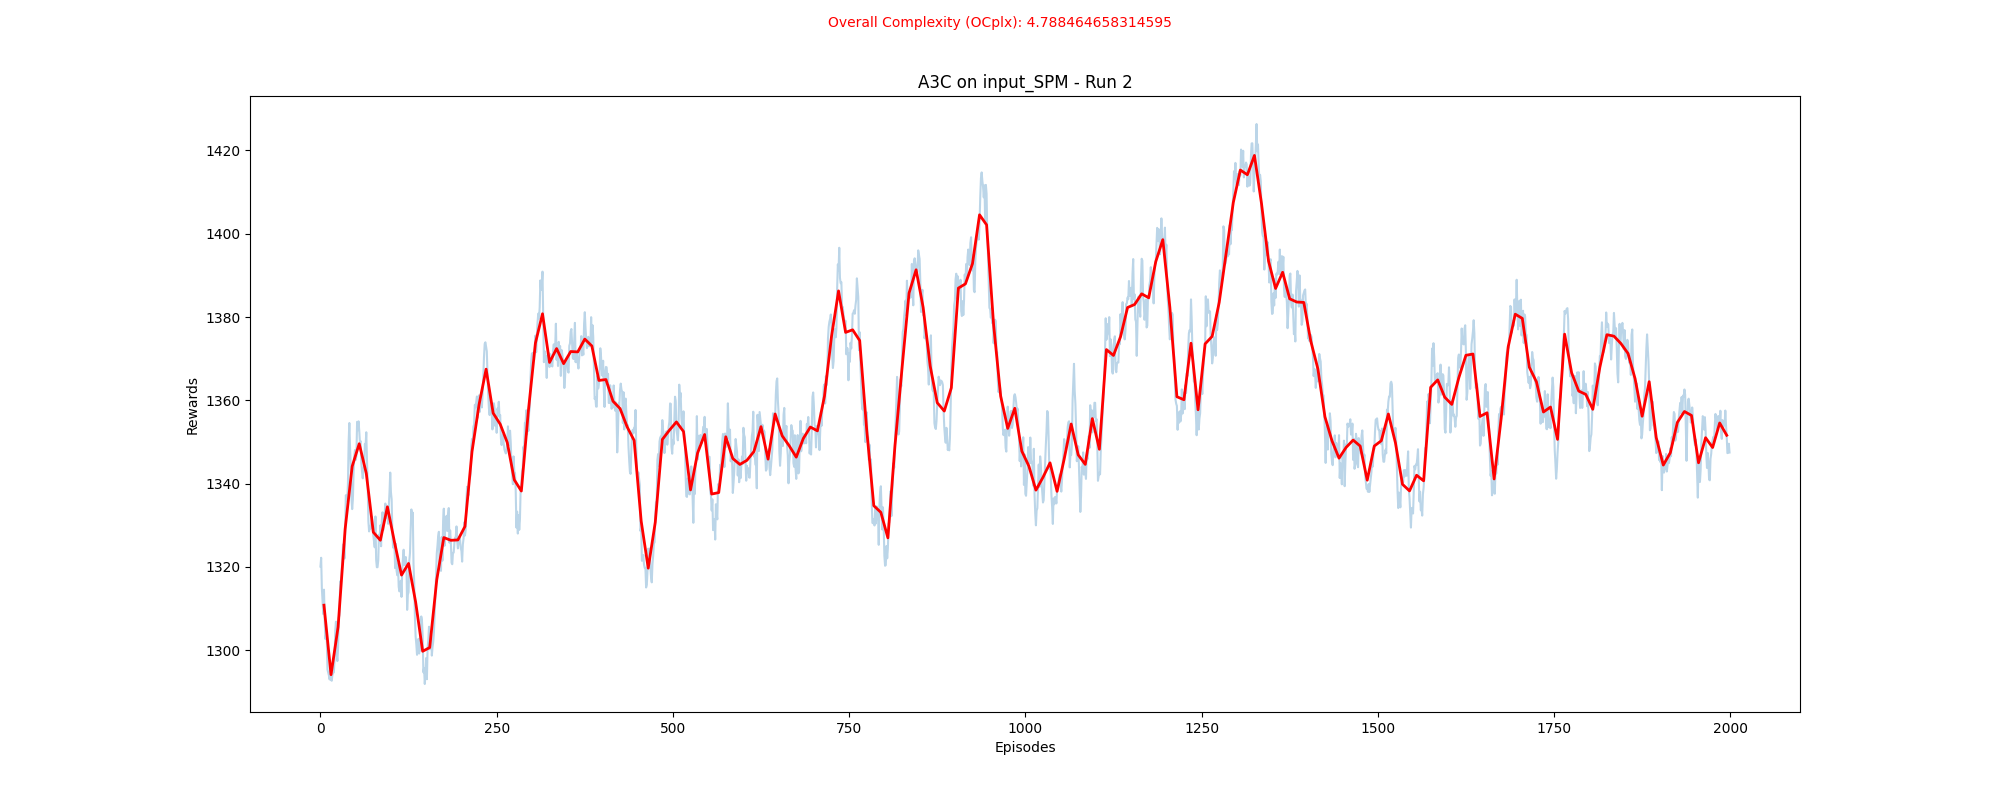 Overall Complexity (OCplx): 4.788464658314595
A3C on input_SPM - Run 2
1420
1400
1380
1360
1340
1320
1300
Rewards
0 250 500 750 1000 1250 1500 1750 2000
Episodes